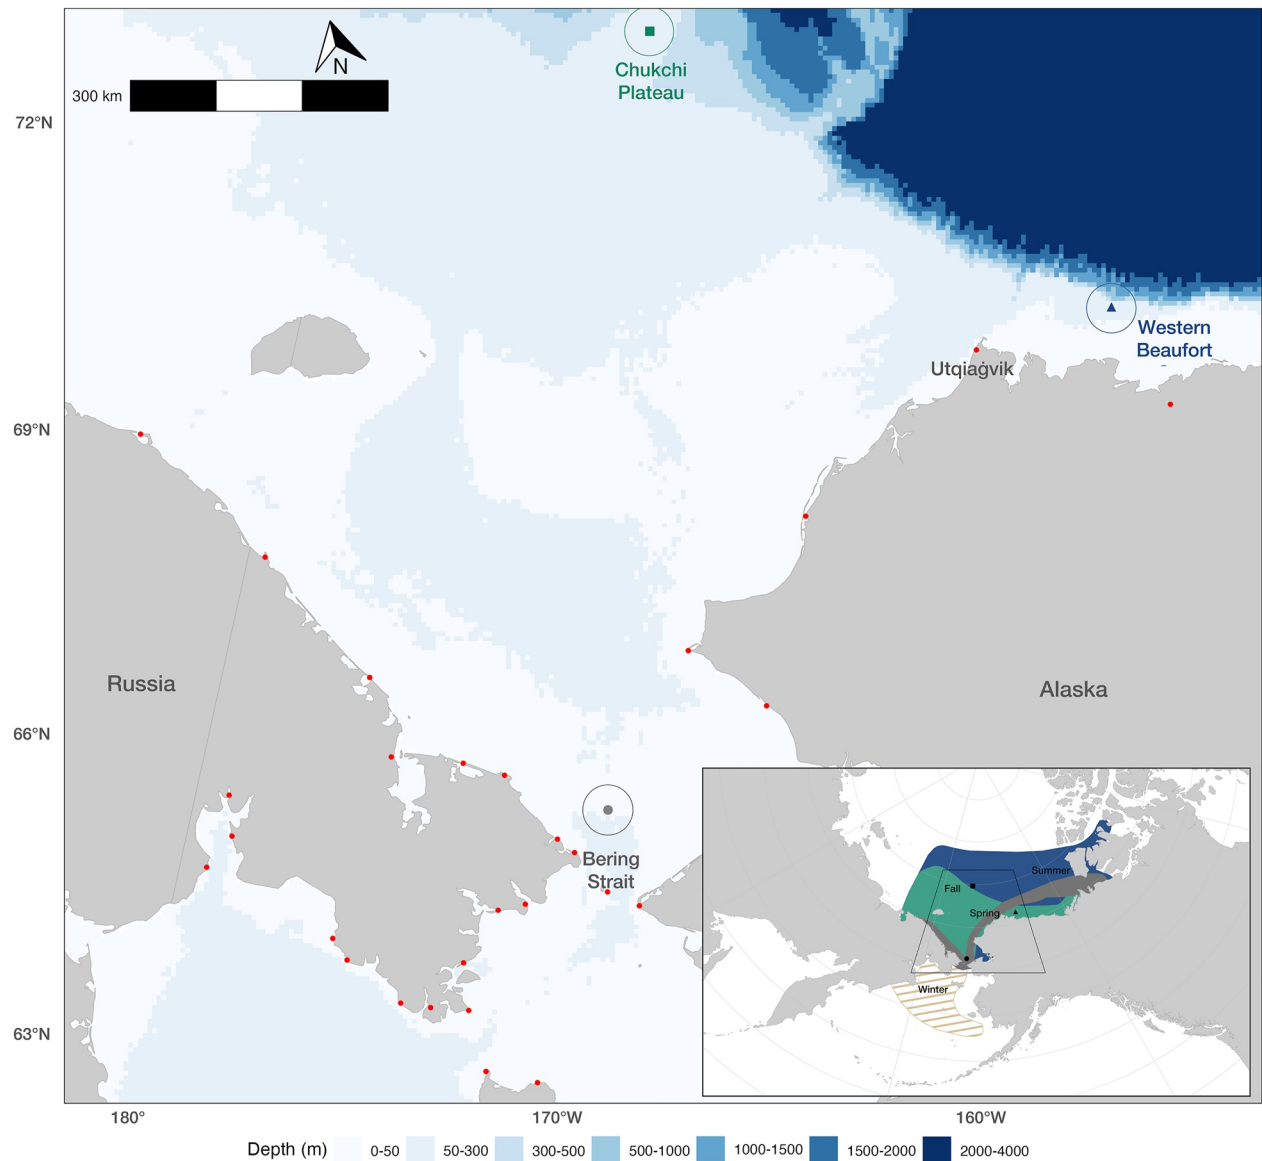 N
300 km
Chukchi
Plateau
72°N
Western
Beaufort
Utqiaġvik
69°N
Russia
Alaska
66°N
Bering
Strait
Summer
Fall
Spring
Winter
63°N
180°
170°W
160°W
Depth (m) 0-50 50-300 300-500 500-1000 1000-1500 1500-2000 2000-4000